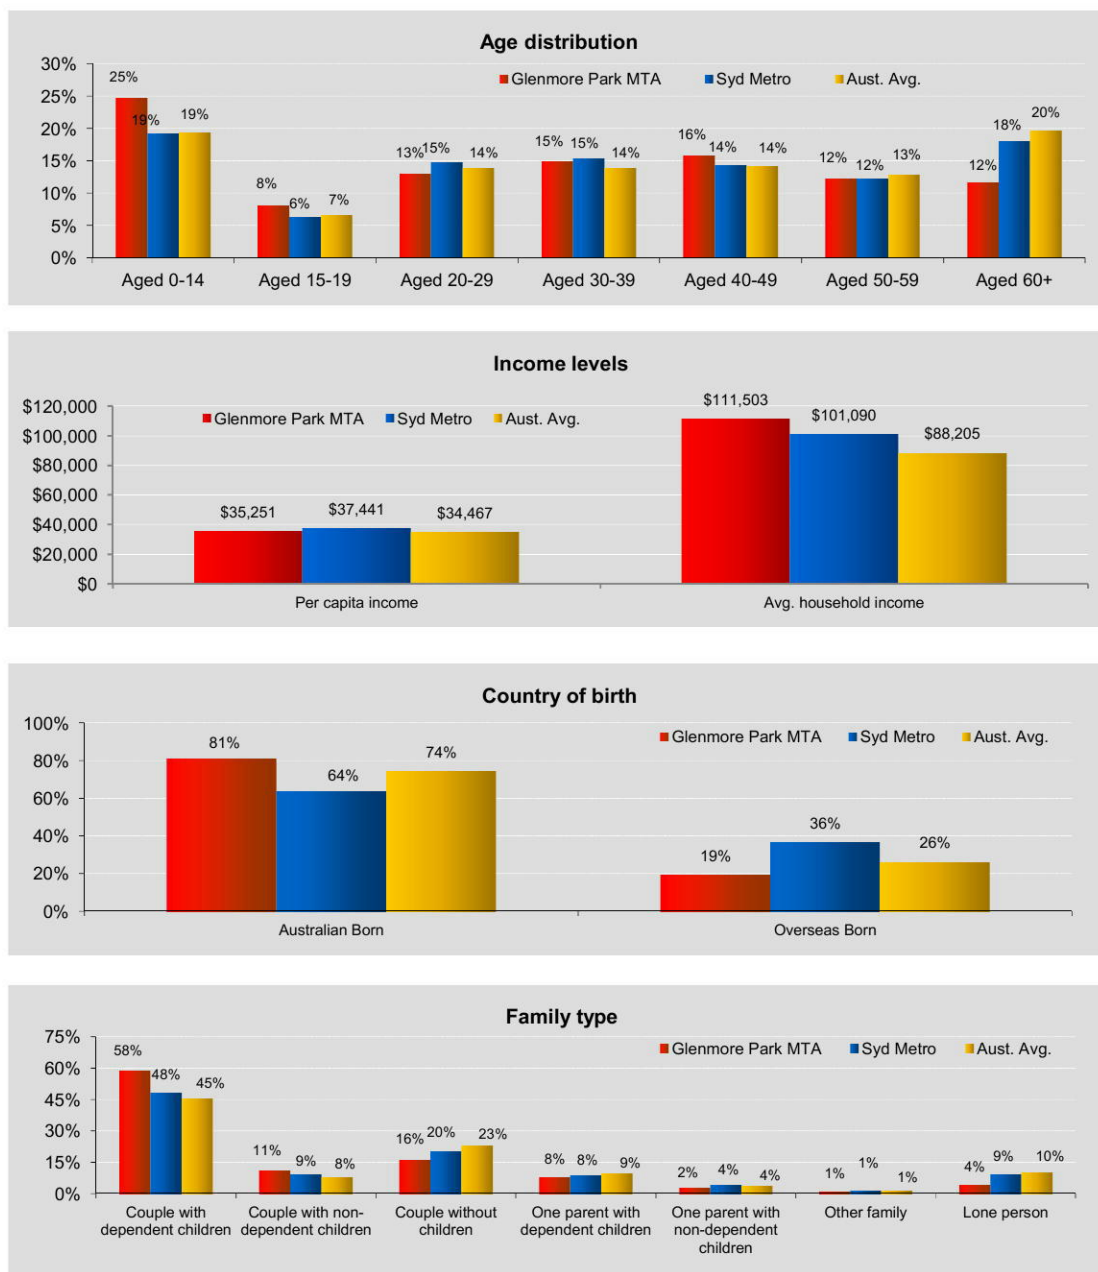 Age distribution
30%
25%
20%
15%
10%
5%
0%
Glenmore Park MTA Syd Metro Aust. Avg.
25% 19% 19% 8% 6% 7% 13% 15% 14% 15% 15% 14% 16% 14% 14% 12% 12% 13% 12% 18% 20%
Aged 0-14 Aged 15-19 Aged 20-29 Aged 30-39 Aged 40-49 Aged 50-59 Aged 60+
Income levels
$120,000
$100,000
$80,000
$60,000
$40,000
$20,000
$0
Glenmore Park MTA Syd Metro Aust. Avg.
$35,251 $37,441 $34,467 $111,503 $101,090 $88,205
Per capita income Avg. household income
Country of birth
100%
80%
60%
40%
20%
0%
Glenmore Park MTA Syd Metro Aust. Avg.
81% 64% 74% 19% 36% 26%
Australian Born Overseas Born
Family type
75%
60%
45%
30%
15%
0%
Glenmore Park MTA Syd Metro Aust. Avg.
58% 48% 45% 11% 9% 8% 16% 20% 23% 8% 8% 9% 2% 4% 4% 1% 1% 1% 4% 9% 10%
Couple with
dependent children
Couple with non-
dependent children
Couple without
children
One parent with
dependent children
One parent with
non-dependent
children
Other family
Lone person